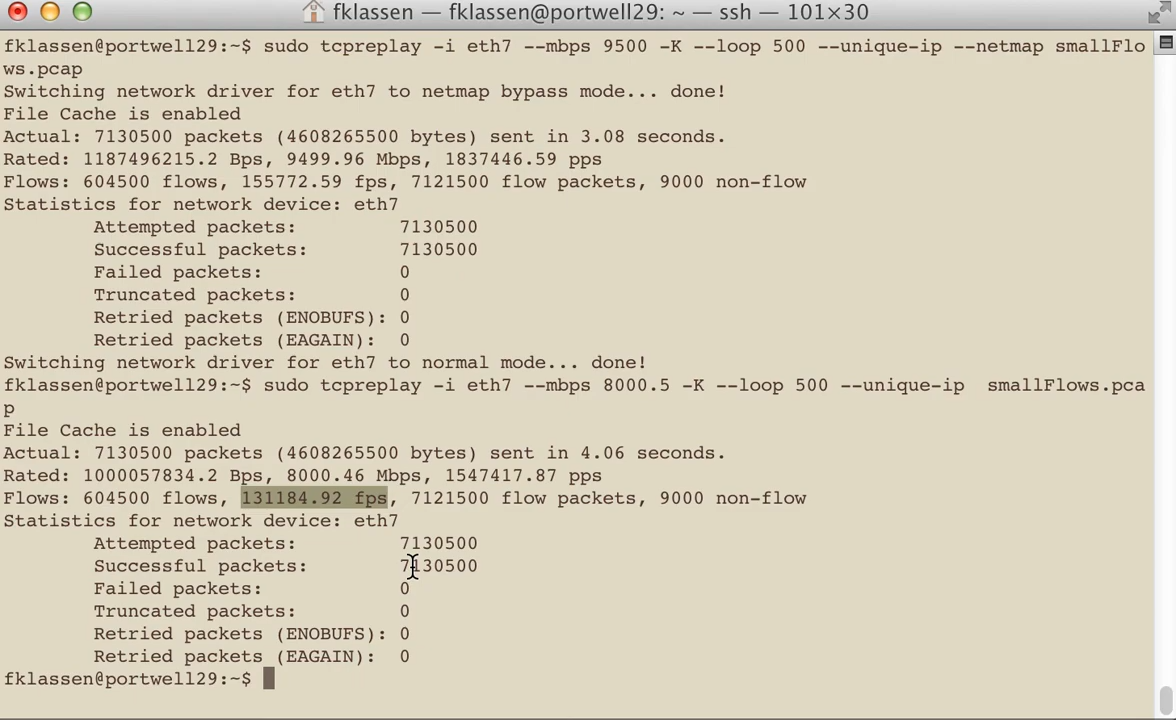 fklassen — fklassen@portwell29: ~ — ssh — 101×30
fklassen@portwell29:~$ sudo tcpreplay -i eth7 --mbps 9500 -K --loop 500 --unique-ip --netmap smallFlo
ws.pcap
Switching network driver for eth7 to netmap bypass mode... done!
File Cache is enabled
Actual: 7130500 packets (4608265500 bytes) sent in 3.08 seconds.
Rated: 1187496215.2 Bps, 9499.96 Mbps, 1837446.59 pps
Flows: 604500 flows, 155772.59 fps, 7121500 flow packets, 9000 non-flow
Statistics for network device: eth7
Attempted packets: 7130500
Successful packets: 7130500
Failed packets: 0
Truncated packets: 0
Retried packets (ENOBUFS): 0
Retried packets (EAGAIN): 0
Switching network driver for eth7 to normal mode... done!
fklassen@portwell29:~$ sudo tcpreplay -i eth7 --mbps 8000.5 -K --loop 500 --unique-ip  smallFlows.pca
p
File Cache is enabled
Actual: 7130500 packets (4608265500 bytes) sent in 4.06 seconds.
Rated: 1000057834.2 Bps, 8000.46 Mbps, 1547417.87 pps
Flows: 604500 flows, 131184.92 fps, 7121500 flow packets, 9000 non-flow
Statistics for network device: eth7
Attempted packets: 7130500
Successful packets: 7130500
Failed packets: 0
Truncated packets: 0
Retried packets (ENOBUFS): 0
Retried packets (EAGAIN): 0
fklassen@portwell29:~$